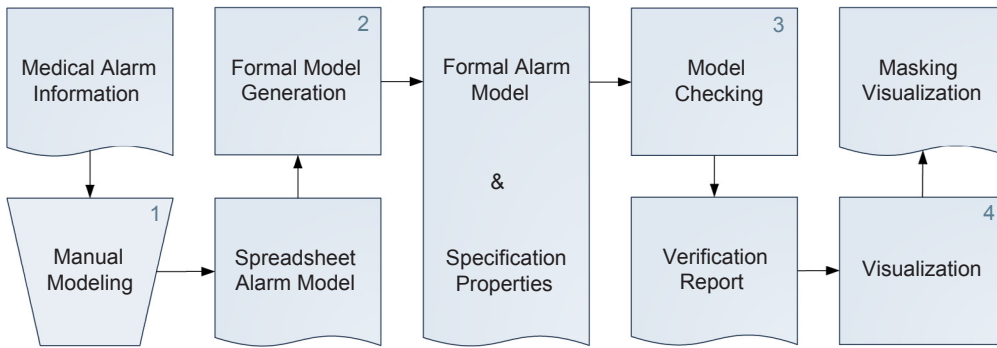 Medical Alarm
Information
1
Manual
Modeling
Spreadsheet
Alarm Model
2
Formal Model
Generation
Formal Alarm
Model
&
Specification
Properties
3
Model
Checking
Verification
Report
4
Visualization
Masking
Visualization